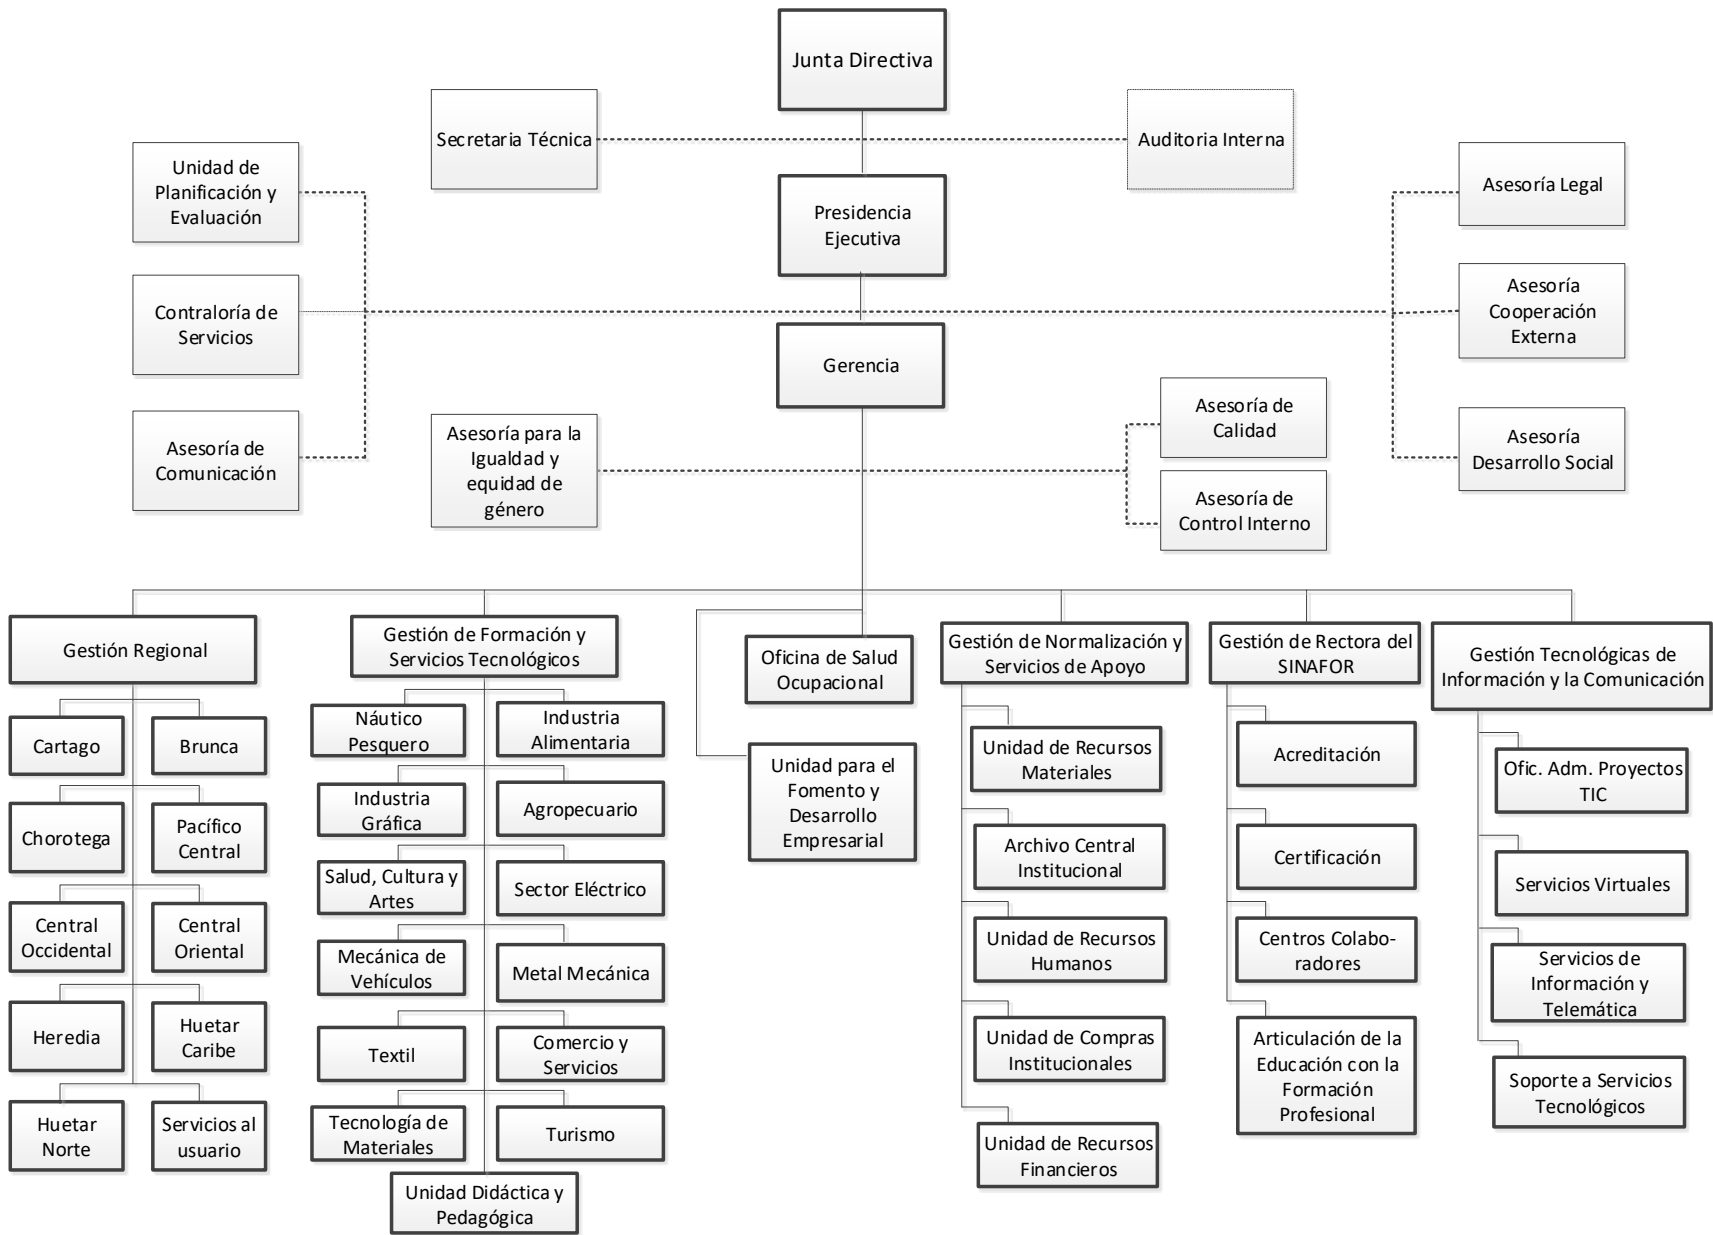 Junta Directiva
Secretaria Técnica
Auditoria Interna
Unidad de
Planificación y
Evaluación
Asesoría Legal
Presidencia
Ejecutiva
Contraloría de
Servicios
Asesoría
Cooperación
Externa
Gerencia
Asesoría de
Comunicación
Asesoría para la
Igualdad y
equidad de
género
Asesoría de
Calidad
Asesoría de
Control Interno
Asesoría
Desarrollo Social
Gestión Regional
Cartago
Brunca
Chorotega
Pacífico
Central
Central
Occidental
Central
Oriental
Heredia
Huetar
Caribe
Huetar
Norte
Servicios al
usuario
Gestión de Formación y
Servicios Tecnológicos
Náutico
Pesquero
Industria
Alimentaria
Industria
Gráfica
Agropecuario
Salud, Cultura y
Artes
Sector Eléctrico
Mecánica de
Vehículos
Metal Mecánica
Textil
Comercio y
Servicios
Tecnología de
Materiales
Turismo
Unidad Didáctica y
Pedagógica
Oficina de Salud
Ocupacional
Unidad para el
Fomento y
Desarrollo
Empresarial
Gestión de Normalización y
Servicios de Apoyo
Unidad de Recursos
Materiales
Archivo Central
Institucional
Unidad de Recursos
Humanos
Unidad de Compras
Institucionales
Unidad de Recursos
Financieros
Gestión de Rectora del
SINAFOR
Acreditación
Certificación
Centros Colabo-
radores
Articulación de la
Educación con la
Formación
Profesional
Gestión Tecnológicas de
Información y la Comunicación
Ofic. Adm. Proyectos
TIC
Servicios Virtuales
Servicios de
Información y
Telemática
Soporte a Servicios
Tecnológicos